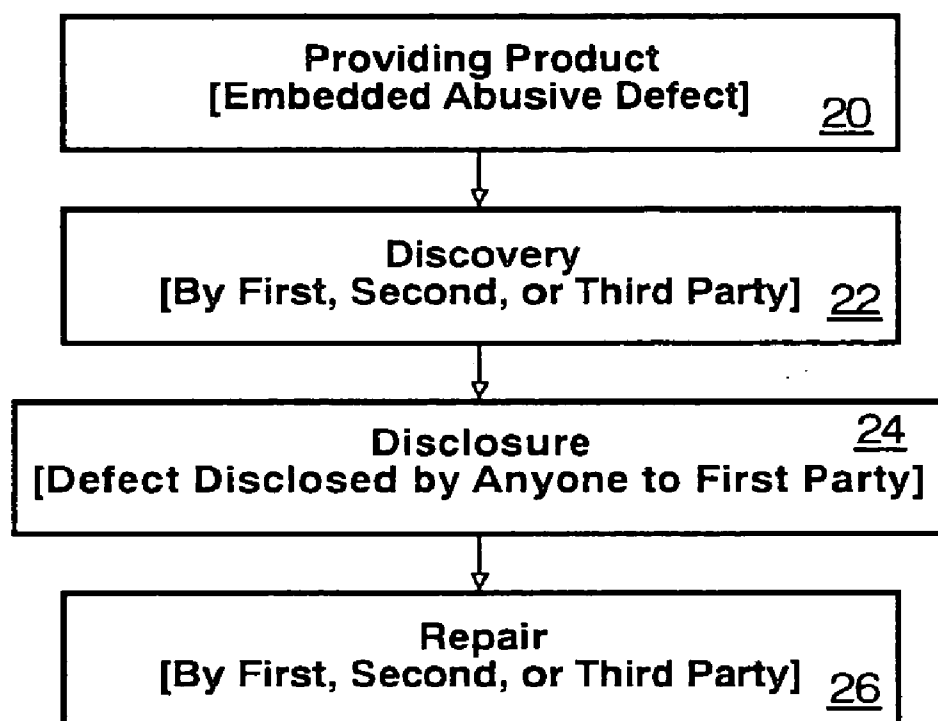 Providing Product
[Embedded Abusive Defect]
20
Discovery
[By First, Second, or Third Party]
22
Disclosure
24
[Defect Disclosed by Anyone to First Party]
Repair
[By First, Second, or Third Party]
26